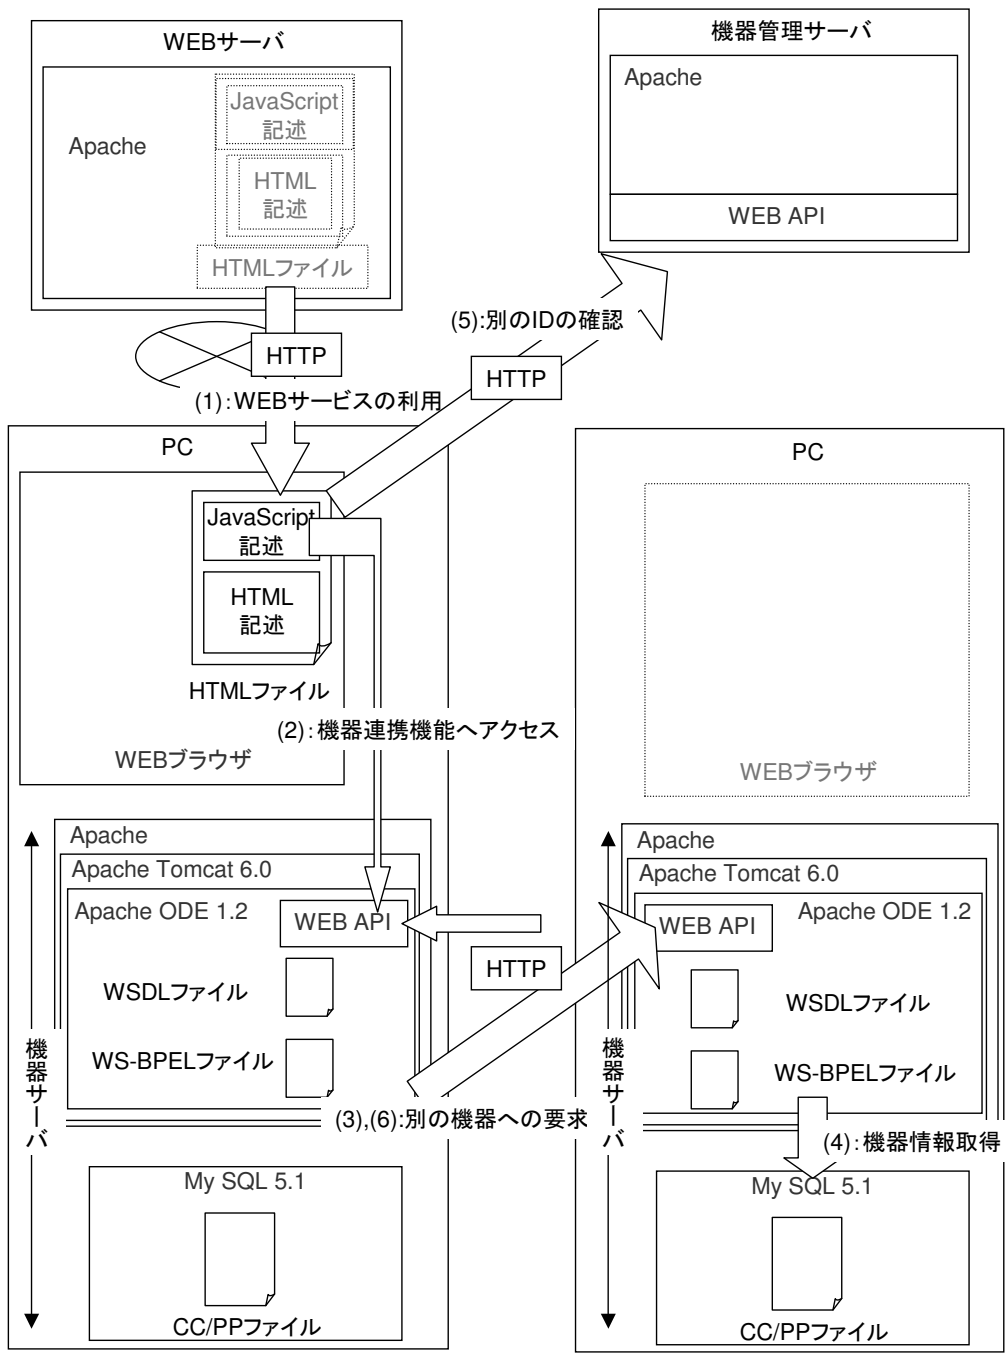 WEBサーバ
Apache
JavaScript
記述
HTML
記述
HTMLファイル
機器管理サーバ
Apache
WEB API
(5):別のIDの確認
HTTP
HTTP
(1):WEBサービスの利用
PC
JavaScript
記述
HTML
記述
HTMLファイル
(2):機器連携機能へアクセス
WEBブラウザ
Apache
Apache Tomcat 6.0
Apache ODE 1.2
WEB API
WSDLファイル
WS-BPELファイル
機器サーバ
HTTP
(3),(6):別の機器への要求
My SQL 5.1
CC/PPファイル
PC
WEBブラウザ
Apache
Apache Tomcat 6.0
Apache ODE 1.2
WEB API
WSDLファイル
WS-BPELファイル
機器サーバ
(4):機器情報取得
My SQL 5.1
CC/PPファイル